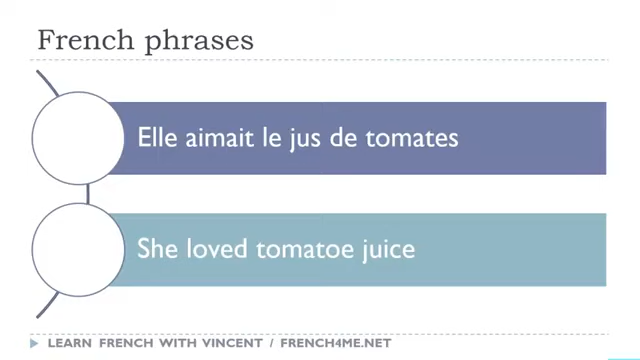 French phrases
Elle aimait le jus de tomates
She loved tomatoe juice
LEARN FRENCH WITH VINCENT / FRENCH4ME.NET